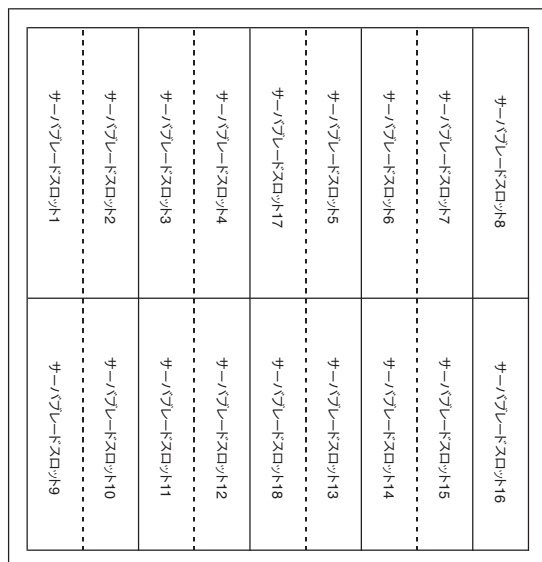 サーバブレードスロット1
サーバブレードスロット2
サーバブレードスロット3
サーバブレードスロット4
サーバブレードスロット17
サーバブレードスロット5
サーバブレードスロット6
サーバブレードスロット7
サーバブレードスロット8
サーバブレードスロット9
サーバブレードスロット10
サーバブレードスロット11
サーバブレードスロット12
サーバブレードスロット18
サーバブレードスロット13
サーバブレードスロット14
サーバブレードスロット15
サーバブレードスロット16